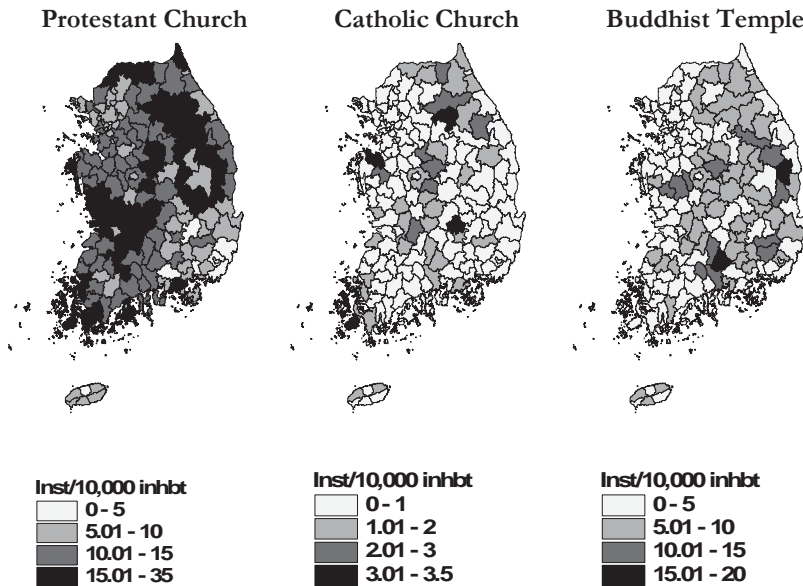 Protestant Church
Catholic Church
Buddhist Temple
Inst/10,000 inhbt
0 - 5
5.01 - 10
10.01 - 15
15.01 - 35
Inst/10,000 inhbt
0 - 1
1.01 - 2
2.01 - 3
3.01 - 3.5
Inst/10,000 inhbt
0 - 5
5.01 - 10
10.01 - 15
15.01 - 20